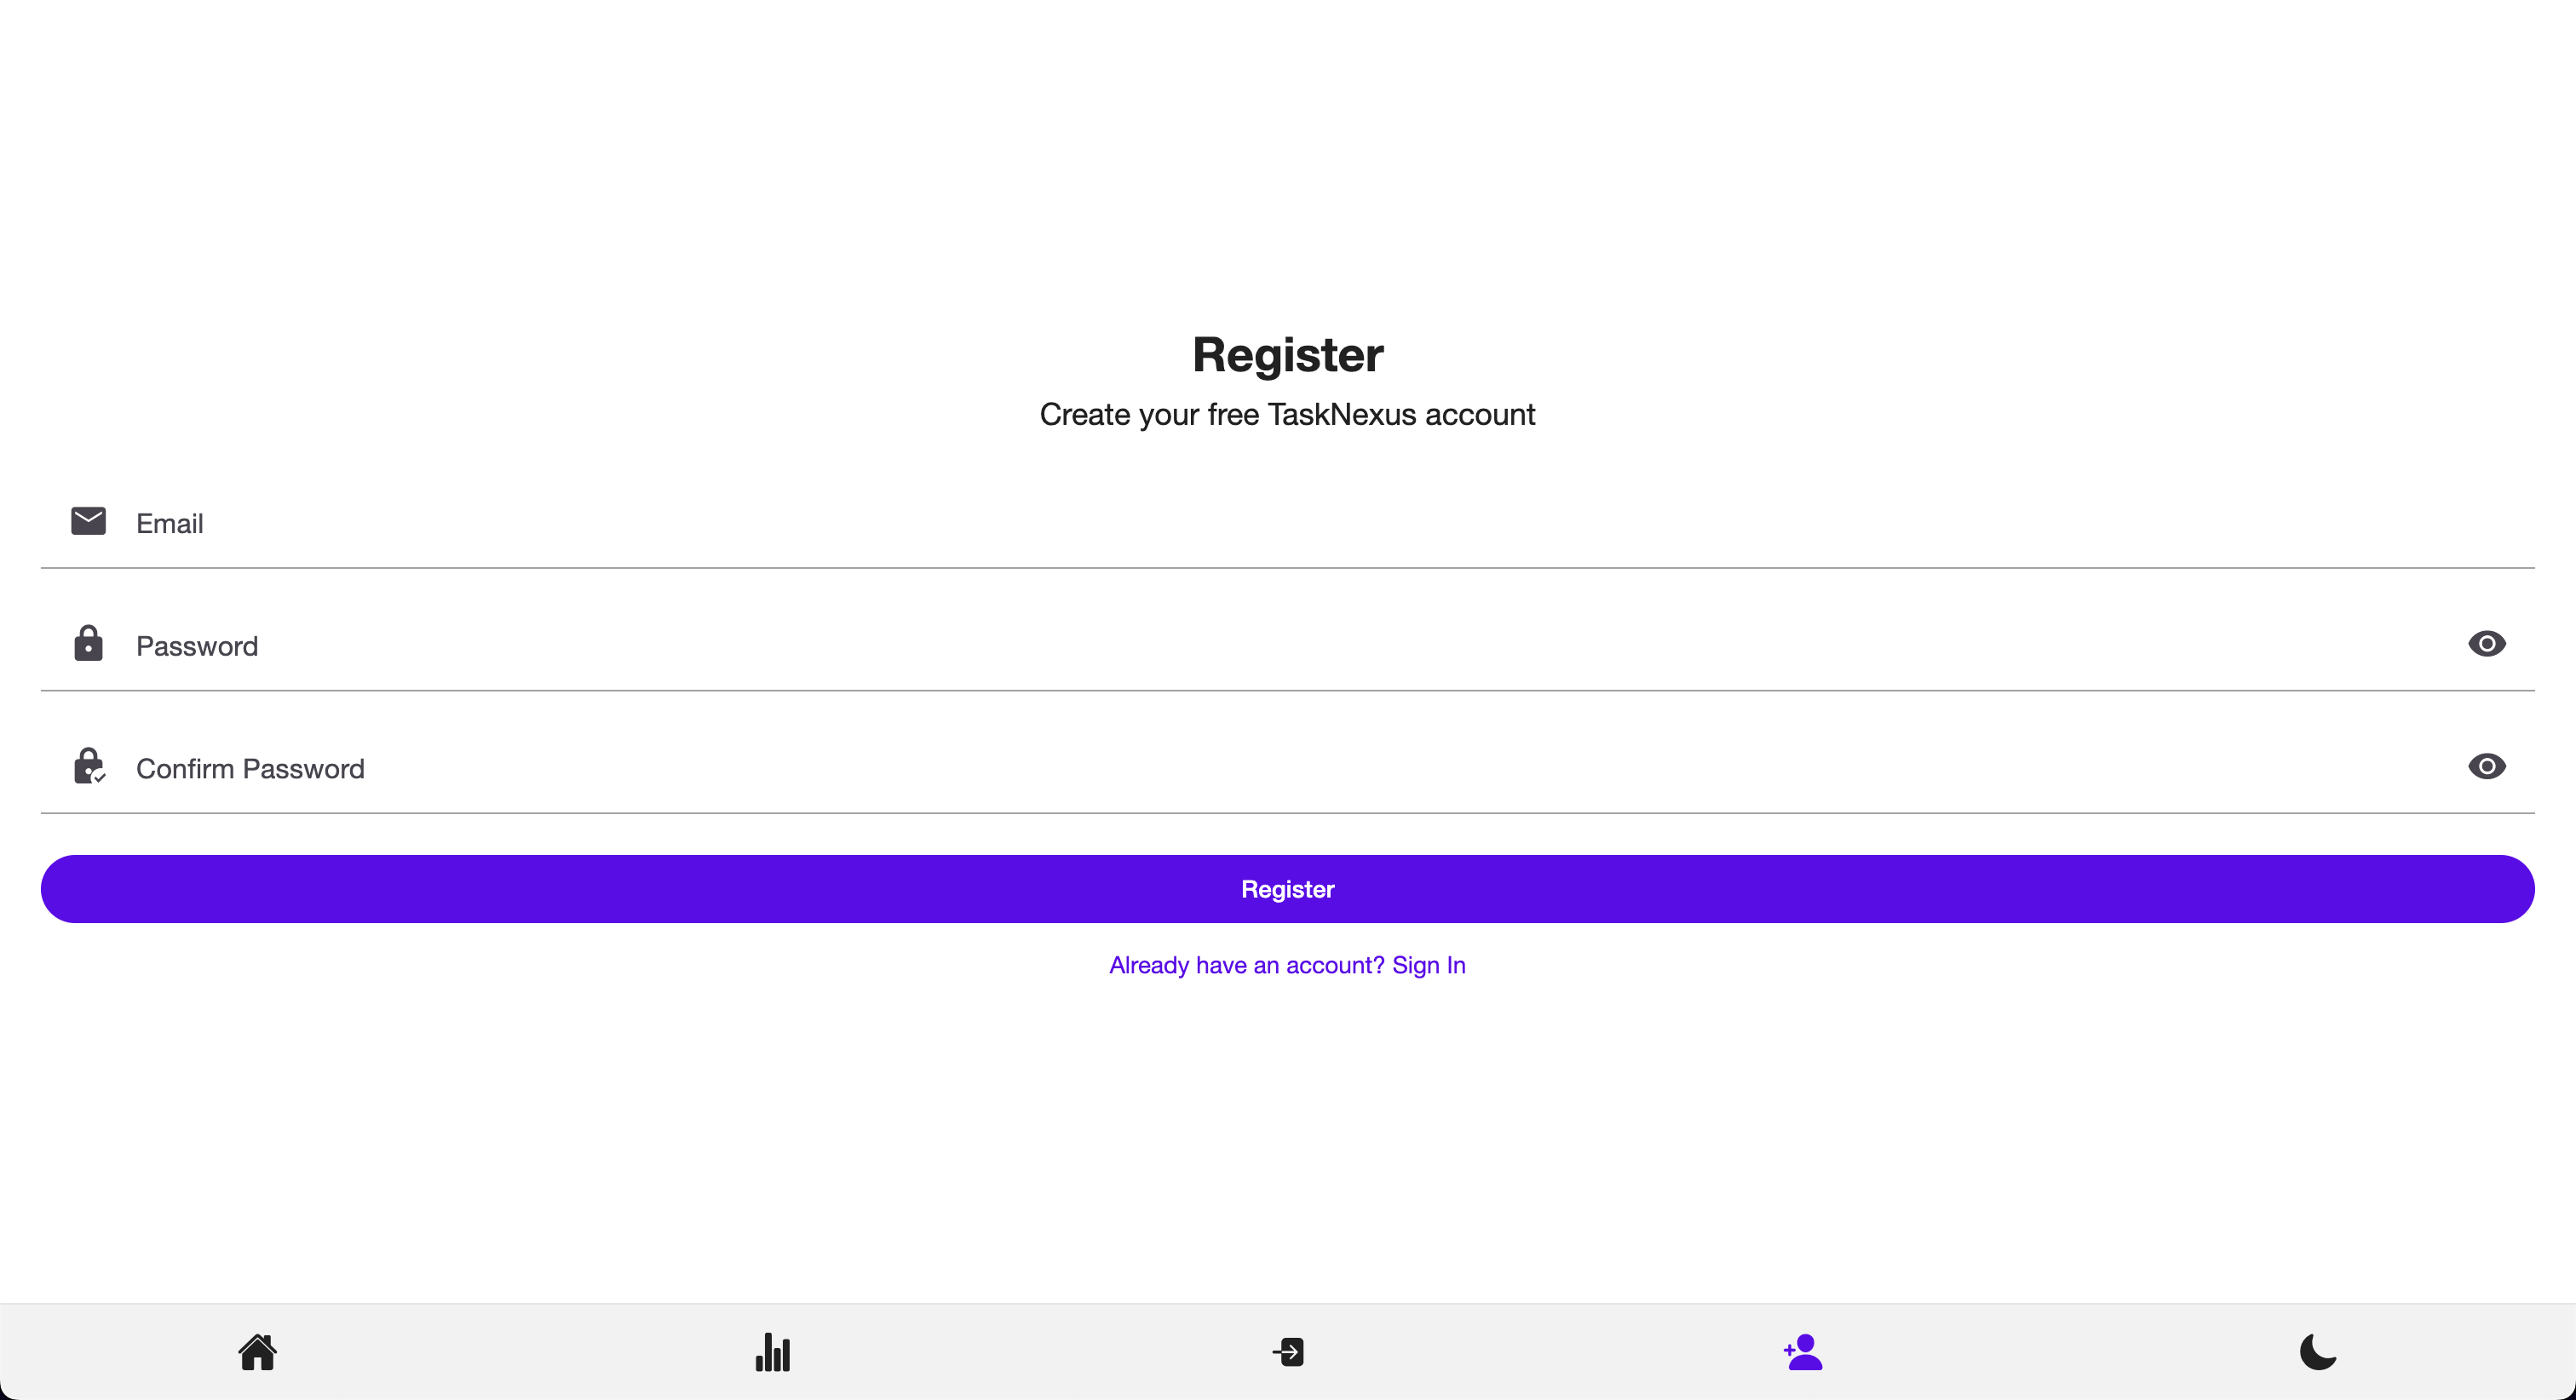 Register
Create your free TaskNexus account
Email
Password
Confirm Password
Register
Already have an account? Sign In